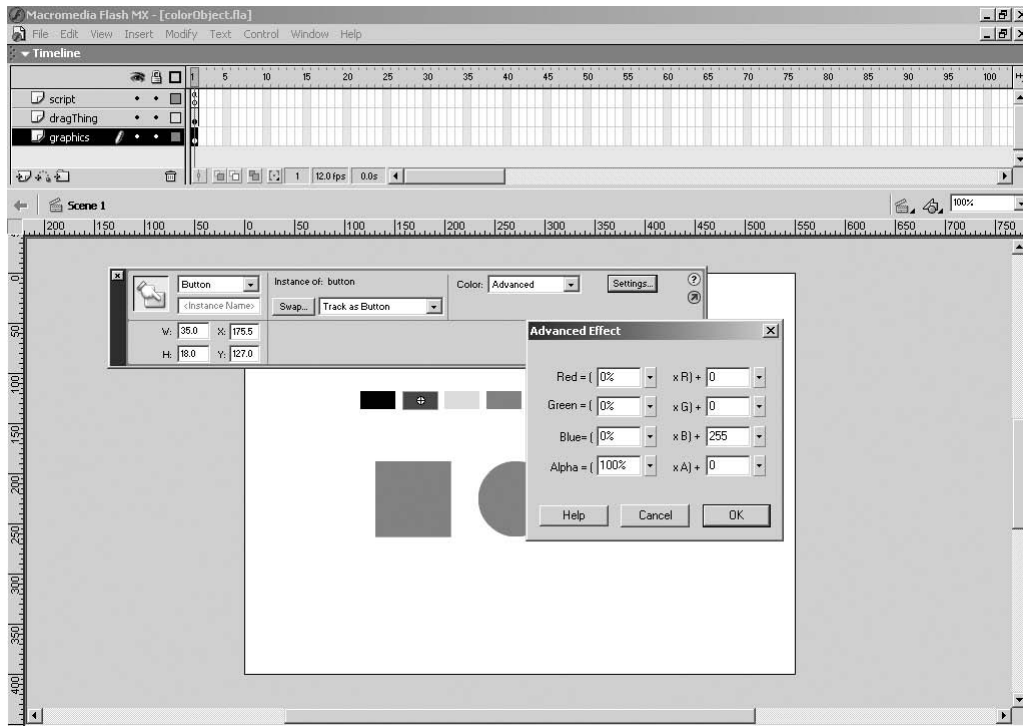 Macromedia Flash MX - [colorObject.fla]
File Edit View Insert Modify Text Control Window Help
Timeline
1 5 10 15 20 25 30 35 40 45 50 55 60 65 70 75 80 85 90 95 100
script
dragThing
graphics
1 12.0 fps 0.0s
Scene 1
100%
200 150 100 50 0 50 100 150 200 250 300 350 400 450 500 550 600 650 700 750
0
50
100
150
200
250
300
350
400
Button
Instance of: button
Color: Advanced
Settings...
?
<Instance Name>
Swap...
Track as Button
W: 35.0 X: 175.5
H: 18.0 Y: 127.0
Advanced Effect
Red = ( 0% x R) + 0
Green = ( 0% x G) + 0
Blue= ( 0% x B) + 255
Alpha = ( 100% x A) + 0
Help Cancel OK